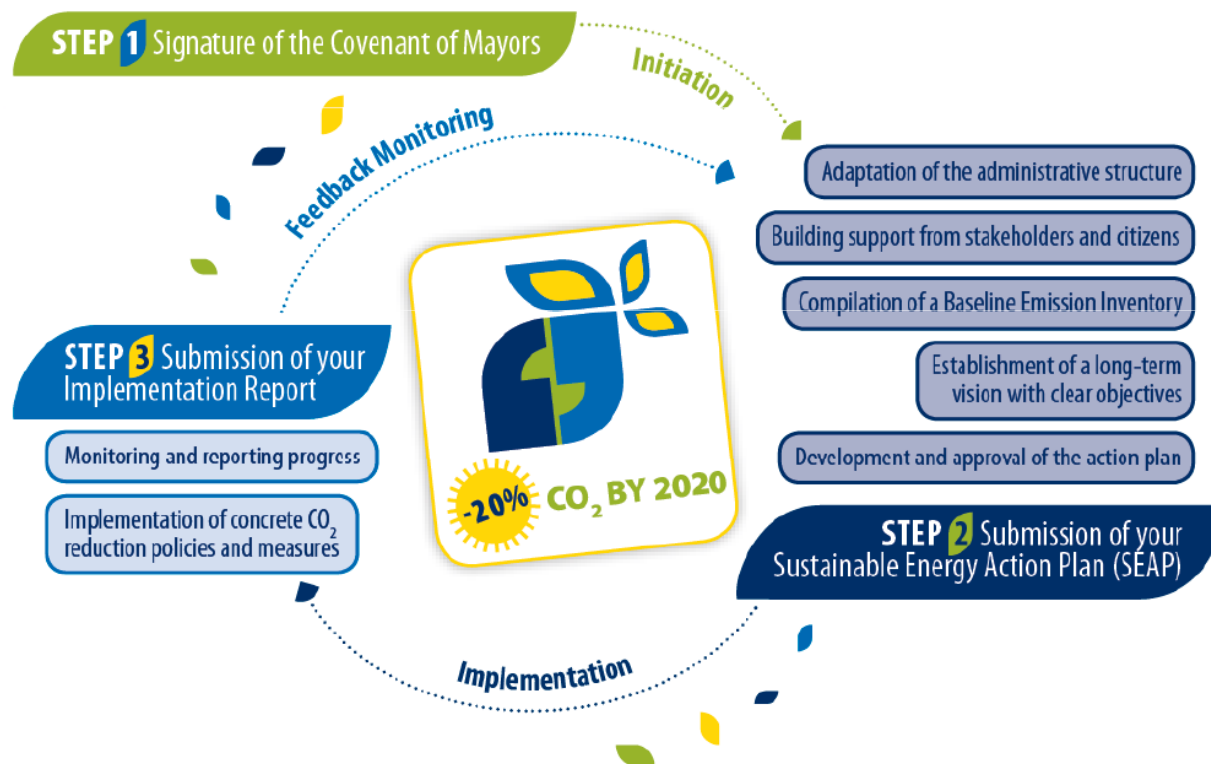 STEP 1 Signature of the Covenant of Mayors
Initiation
Feedback Monitoring
Adaptation of the administrative structure
Building support from stakeholders and citizens
Compilation of a Baseline Emission Inventory
Establishment of a long-term
vision with clear objectives
Development and approval of the action plan
STEP 2 Submission of your
Sustainable Energy Action Plan (SEAP)
Implementation
STEP 3 Submission of your
Implementation Report
Monitoring and reporting progress
Implementation of concrete CO₂
reduction policies and measures
-20% CO₂ BY 2020